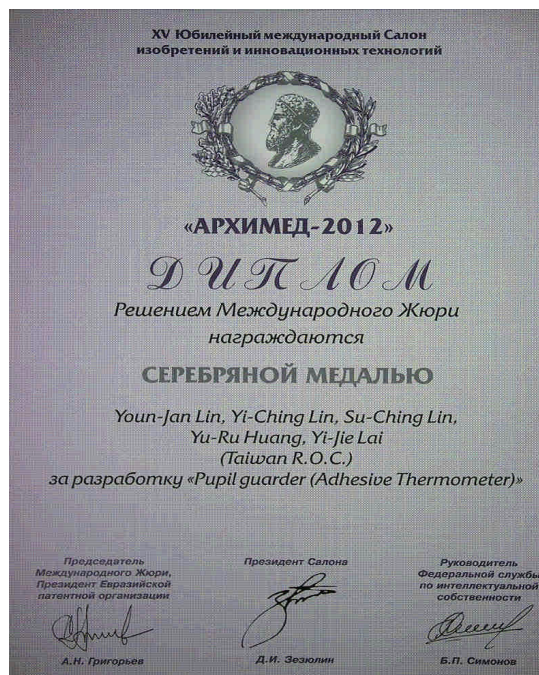 XV Юбилейный международный Салон
изобретений и инновационных технологий
«АРХИМЕД-2012»
ДИПЛОМ
Решением Международного Жюри
награждаются
СЕРЕБРЯНОЙ МЕДАЛЬЮ
Youn-Jan Lin, Yi-Ching Lin, Su-Ching Lin,
Yu-Ru Huang, Yi-Jie Lai
(Taiwan R.O.C.)
за разработку «Pupil guarder (Adhesive Thermometer)»
Председатель
Международного Жюри,
Президент Евразийской
патентной организации
А.Н. Григорьев
Президент Салона
Д.И. Зезюлин
Руководитель
Федеральной службы
по интеллектуальной
собственности
Б.П. Симонов